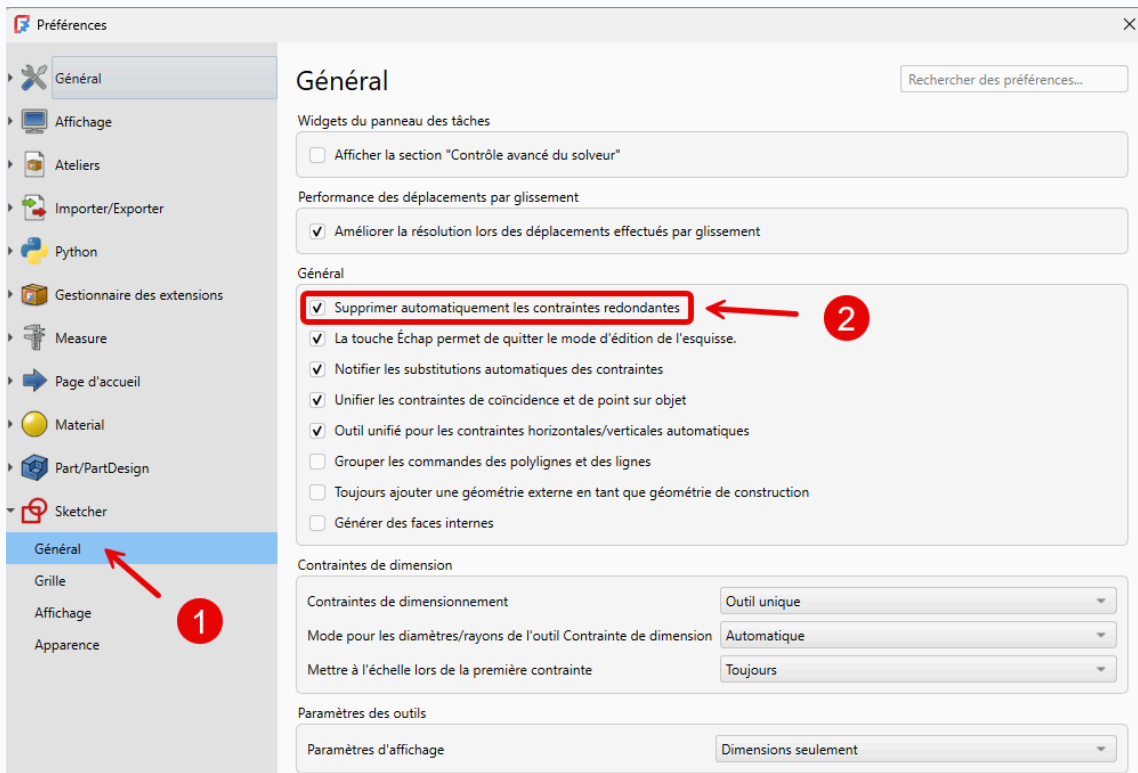 Préférences
Général
Affichage
Ateliers
Importer/Exporter
Python
Gestionnaire des extensions
Measure
Page d'accueil
Material
Part/PartDesign
Sketcher
Général
Grille
Affichage
Apparence
1
Général
Rechercher des préférences...
Widgets du panneau des tâches
Afficher la section "Contrôle avancé du solveur"
Performance des déplacements par glissement
Améliorer la résolution lors des déplacements effectués par glissement
Général
Supprimer automatiquement les contraintes redondantes
2
La touche Échap permet de quitter le mode d'édition de l'esquisse.
Notifier les substitutions automatiques des contraintes
Unifier les contraintes de coïncidence et de point sur objet
Outil unifié pour les contraintes horizontales/verticales automatiques
Grouper les commandes des polylignes et des lignes
Toujours ajouter une géométrie externe en tant que géométrie de construction
Générer des faces internes
Contraintes de dimension
Contraintes de dimensionnement Outil unique
Mode pour les diamètres/rayons de l'outil Contrainte de dimension Automatique
Mettre à l'échelle lors de la première contrainte Toujours
Paramètres des outils
Paramètres d'affichage Dimensions seulement